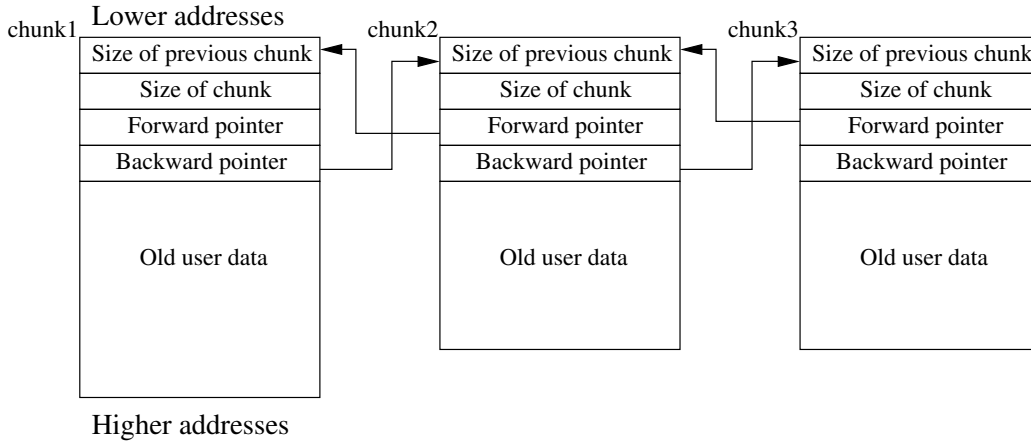 Lower addresses
chunk1
Size of previous chunk
Size of chunk
Forward pointer
Backward pointer
Old user data
Higher addresses
chunk2
Size of previous chunk
Size of chunk
Forward pointer
Backward pointer
Old user data
chunk3
Size of previous chunk
Size of chunk
Forward pointer
Backward pointer
Old user data